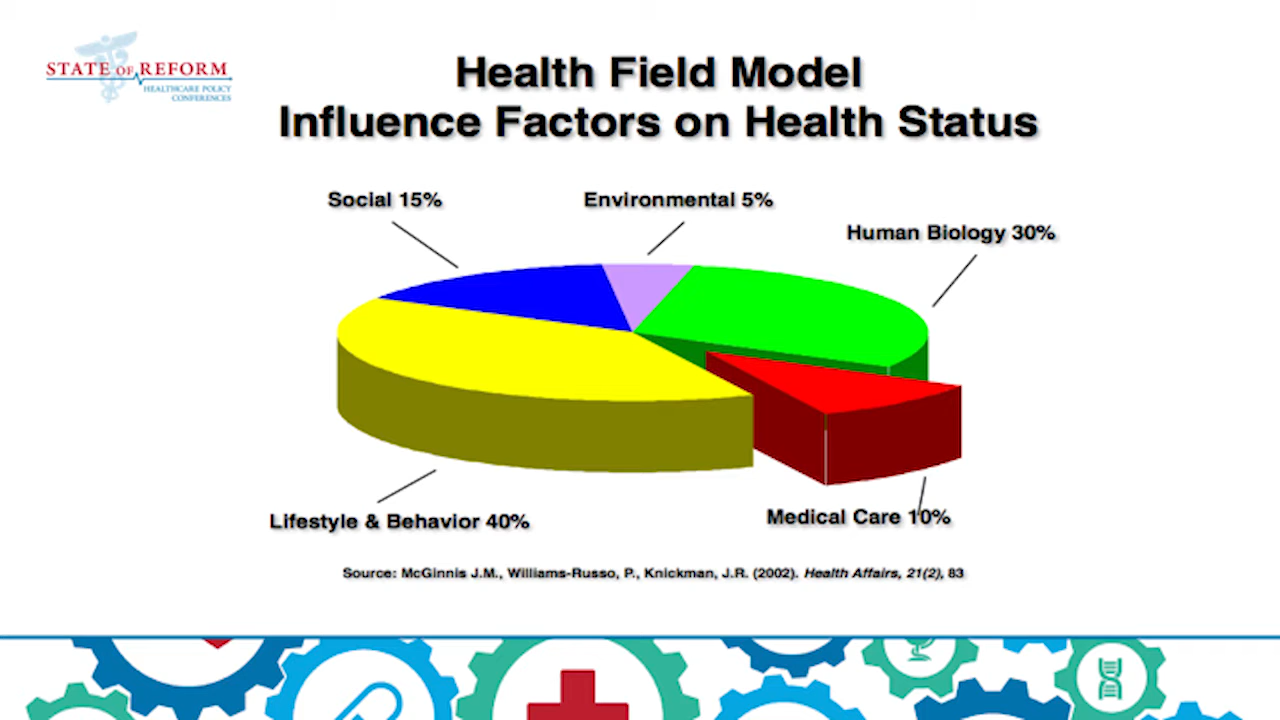 STATE OF REFORM
HEALTHCARE POLICY
CONFERENCES
Health Field Model
Influence Factors on Health Status
Social 15%
Environmental 5%
Human Biology 30%
Lifestyle & Behavior 40%
Medical Care 10%
Source: McGinnis J.M., Williams-Russo, P., Knickman, J.R. (2002). Health Affairs, 21(2), 83